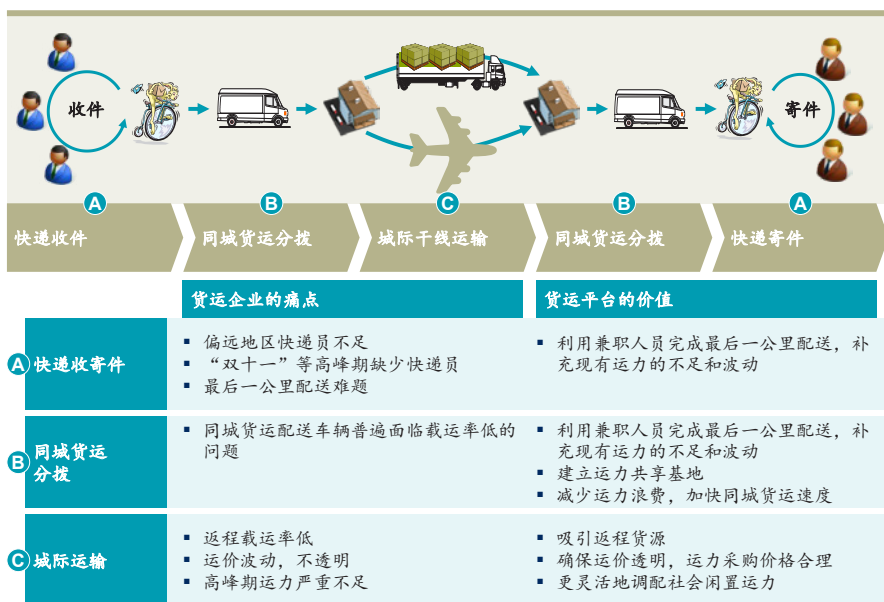 收件
寄件
A
B
C
B
A
快递收件
同城货运分拨
城际干线运输
同城货运分拨
快递寄件
货运企业的痛点
货运平台的价值
A 快递收寄件
▪ 偏远地区快递员不足
▪ “双十一”等高峰期缺少快递员
▪ 最后一公里配送难题
▪ 利用兼职人员完成最后一公里配送，补
充现有运力的不足和波动
B 同城货运
分拨
▪ 同城货运配送车辆普遍面临载运率低的
问题
▪ 利用兼职人员完成最后一公里配送，补
充现有运力的不足和波动
▪ 建立运力共享基地
▪ 减少运力浪费，加快同城货运速度
C 城际运输
▪ 返程载运率低
▪ 运价波动，不透明
▪ 高峰期运力严重不足
▪ 吸引返程货源
▪ 确保运价透明，运力采购价格合理
▪ 更灵活地调配社会闲置运力